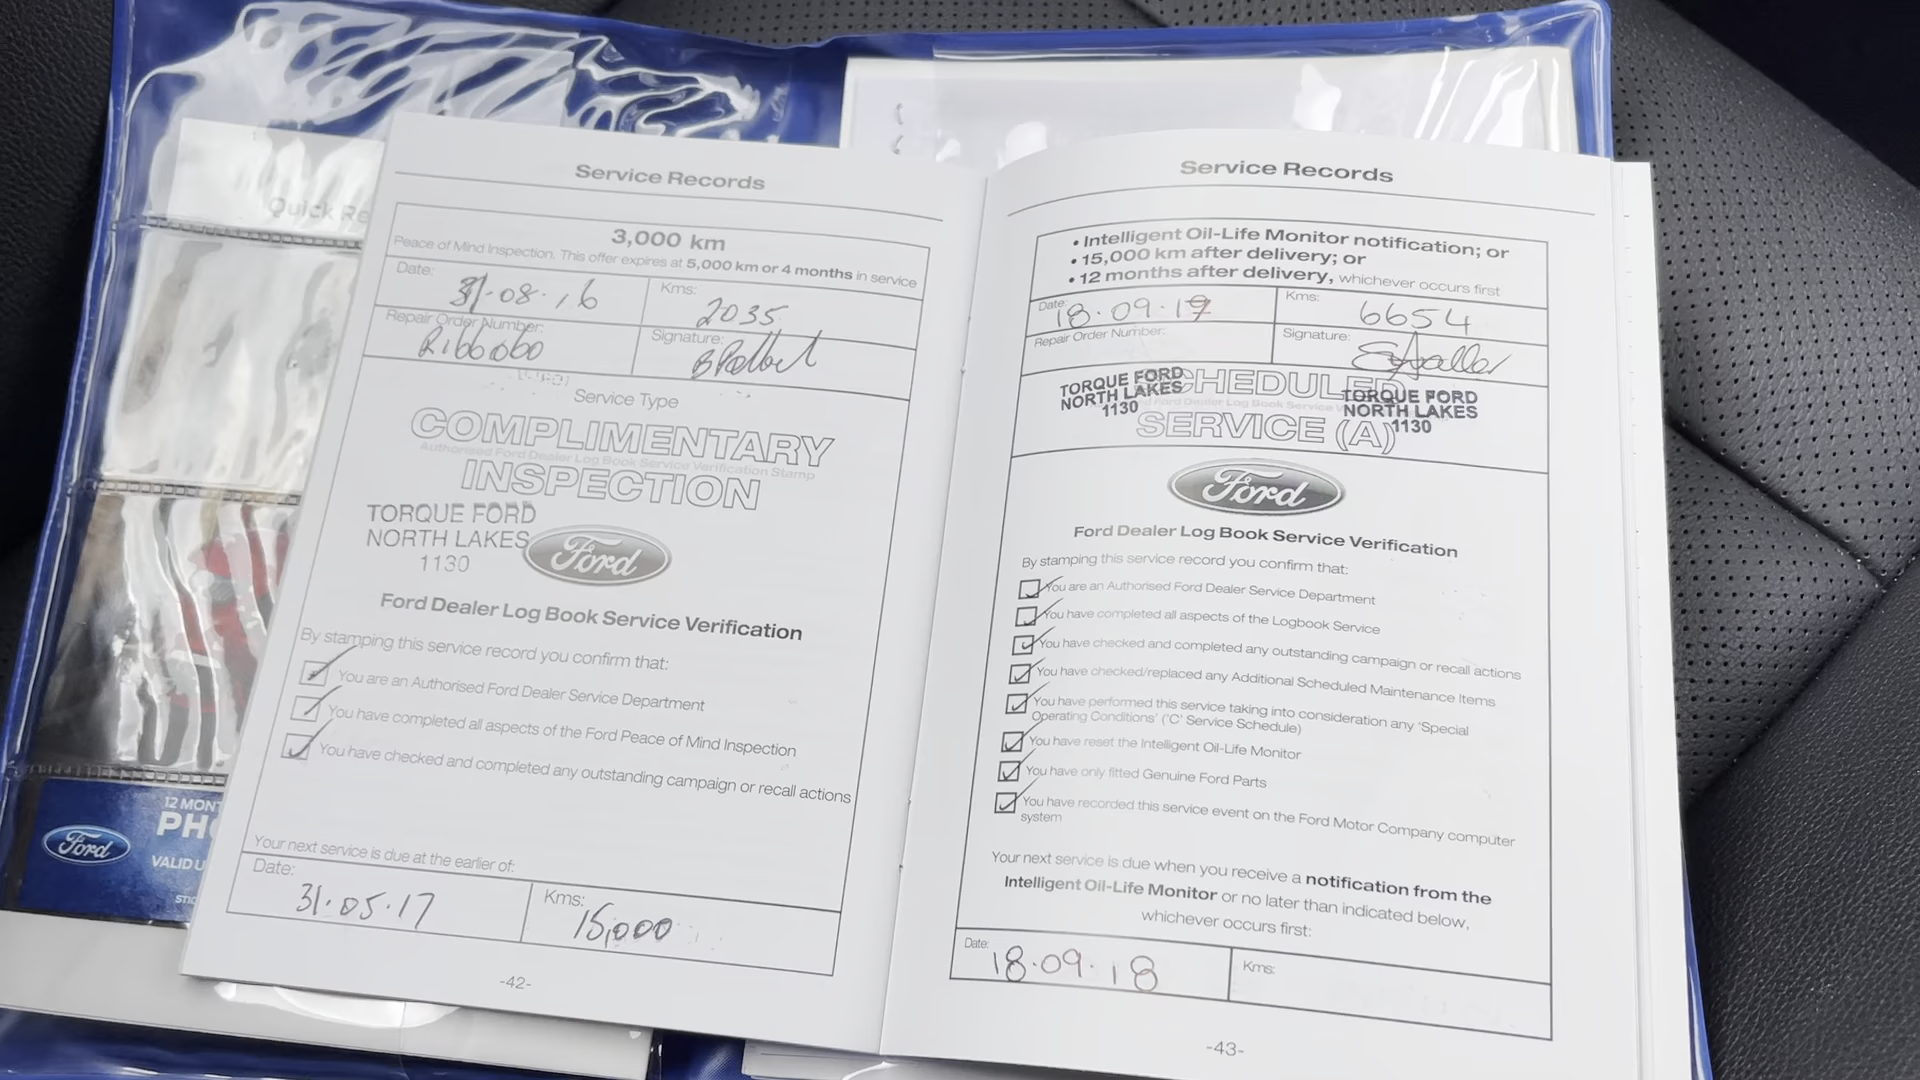 Quick Re
12 MONT
PH
VALID U
Ford
Service Records
3,000 km
Peace of Mind Inspection. This offer expires at 5,000 km or 4 months in service
Date: 31·08·16
Kms: 2035
Repair Order Number:
Signature:
Service Type
COMPLIMENTARY
Authorised Ford Dealer Log Book Service Verification Stamp
INSPECTION
TORQUE FORD
NORTH LAKES
1130
Ford
Ford Dealer Log Book Service Verification
By stamping this service record you confirm that:
You are an Authorised Ford Dealer Service Department
You have completed all aspects of the Ford Peace of Mind Inspection
You have checked and completed any outstanding campaign or recall actions
Your next service is due at the earlier of:
Date: 31·05·17
Kms: 15,000
-42-
Service Records
• Intelligent Oil-Life Monitor notification; or
• 15,000 km after delivery; or
• 12 months after delivery, whichever occurs first
Date: 18·09·17
Kms: 6654
Repair Order Number:
Signature:
SCHEDULED
SERVICE (A)
TORQUE FORD
NORTH LAKES
1130
TORQUE FORD
NORTH LAKES
1130
Ford
Ford Dealer Log Book Service Verification
By stamping this service record you confirm that:
You are an Authorised Ford Dealer Service Department
You have completed all aspects of the Logbook Service
You have checked and completed any outstanding campaign or recall actions
You have checked/replaced any Additional Scheduled Maintenance Items
You have performed this service taking into consideration any 'Special
Operating Conditions' ('C' Service Schedule)
You have reset the Intelligent Oil-Life Monitor
You have only fitted Genuine Ford Parts
You have recorded this service event on the Ford Motor Company computer
system
Your next service is due when you receive a notification from the
Intelligent Oil-Life Monitor or no later than indicated below,
whichever occurs first:
Date: 18·09·18
Kms:
-43-